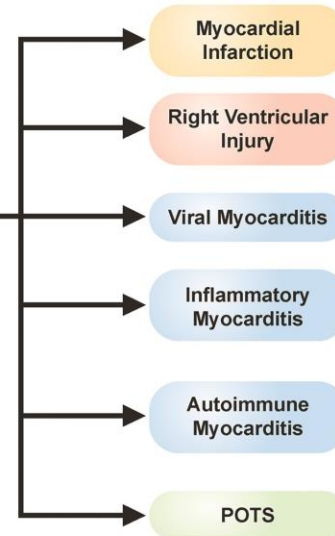 Myocardial
Infarction
Right Ventricular
Injury
Viral Myocarditis
Inflammatory
Myocarditis
Autoimmune
Myocarditis
POTS